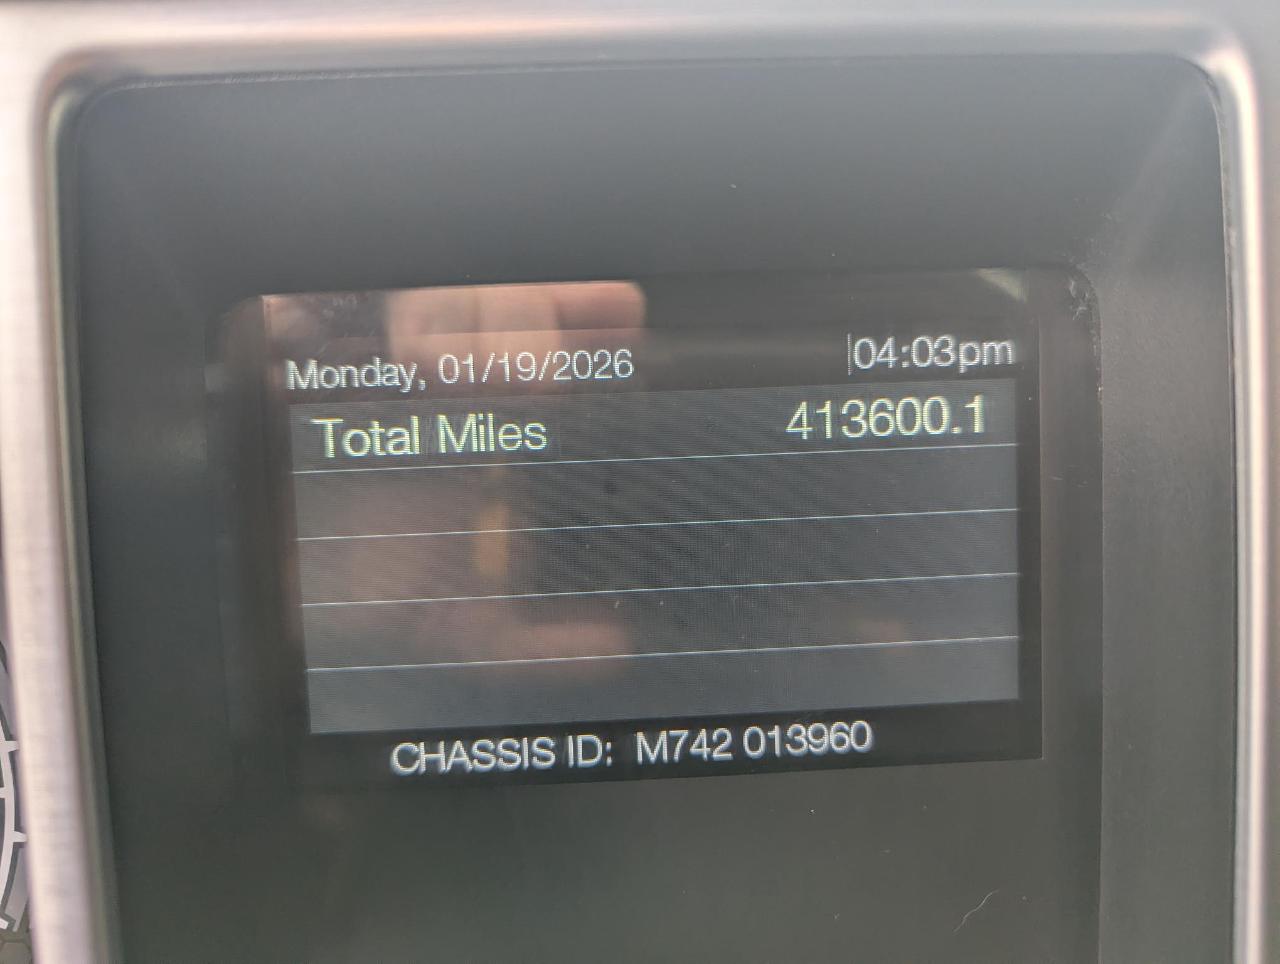 Monday, 01/19/2026 04:03pm
Total Miles 413600.1
CHASSIS ID: M742 013960